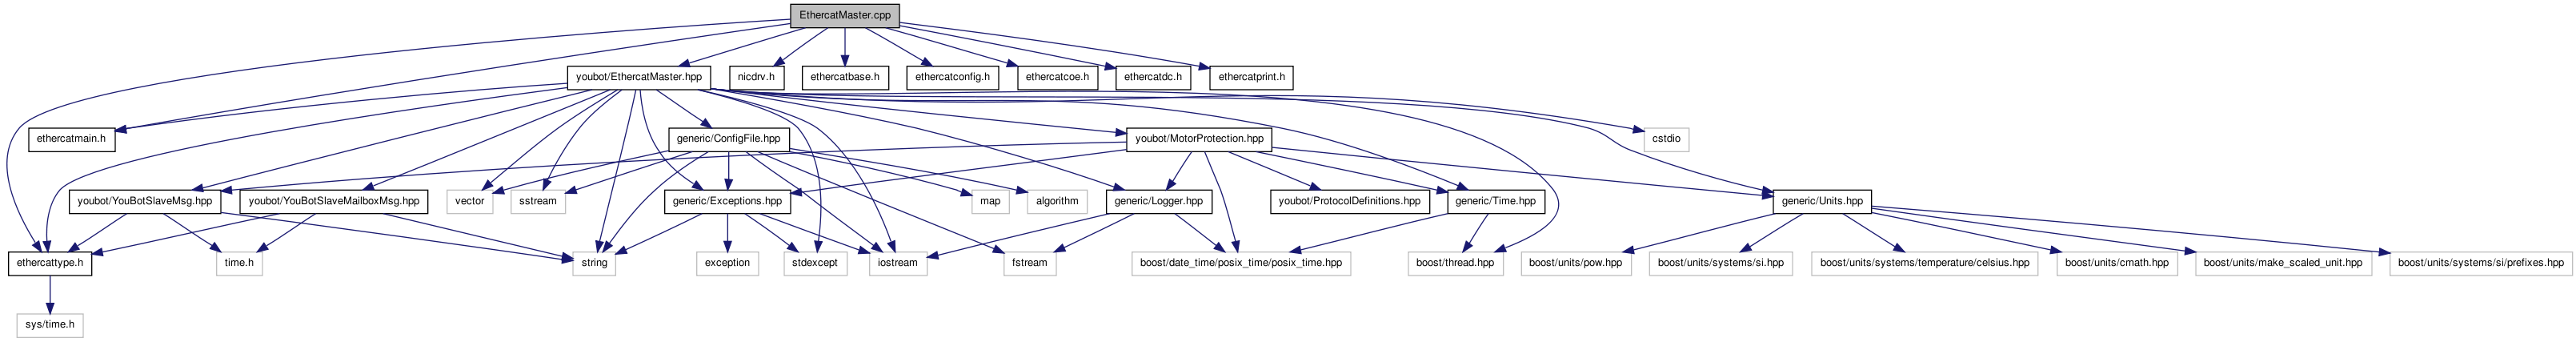 EthercatMaster.cpp
youbot/EthercatMaster.hpp
nicdrv.h
ethercatbase.h
ethercatconfig.h
ethercatcoe.h
ethercatdc.h
ethercatprint.h
ethercatmain.h
generic/ConfigFile.hpp
youbot/MotorProtection.hpp
cstdio
youbot/YouBotSlaveMsg.hpp
youbot/YouBotSlaveMailboxMsg.hpp
vector
sstream
generic/Exceptions.hpp
map
algorithm
generic/Logger.hpp
youbot/ProtocolDefinitions.hpp
generic/Time.hpp
generic/Units.hpp
ethercattype.h
time.h
string
exception
stdexcept
iostream
fstream
boost/date_time/posix_time/posix_time.hpp
boost/thread.hpp
boost/units/pow.hpp
boost/units/systems/si.hpp
boost/units/systems/temperature/celsius.hpp
boost/units/cmath.hpp
boost/units/make_scaled_unit.hpp
boost/units/systems/si/prefixes.hpp
sys/time.h